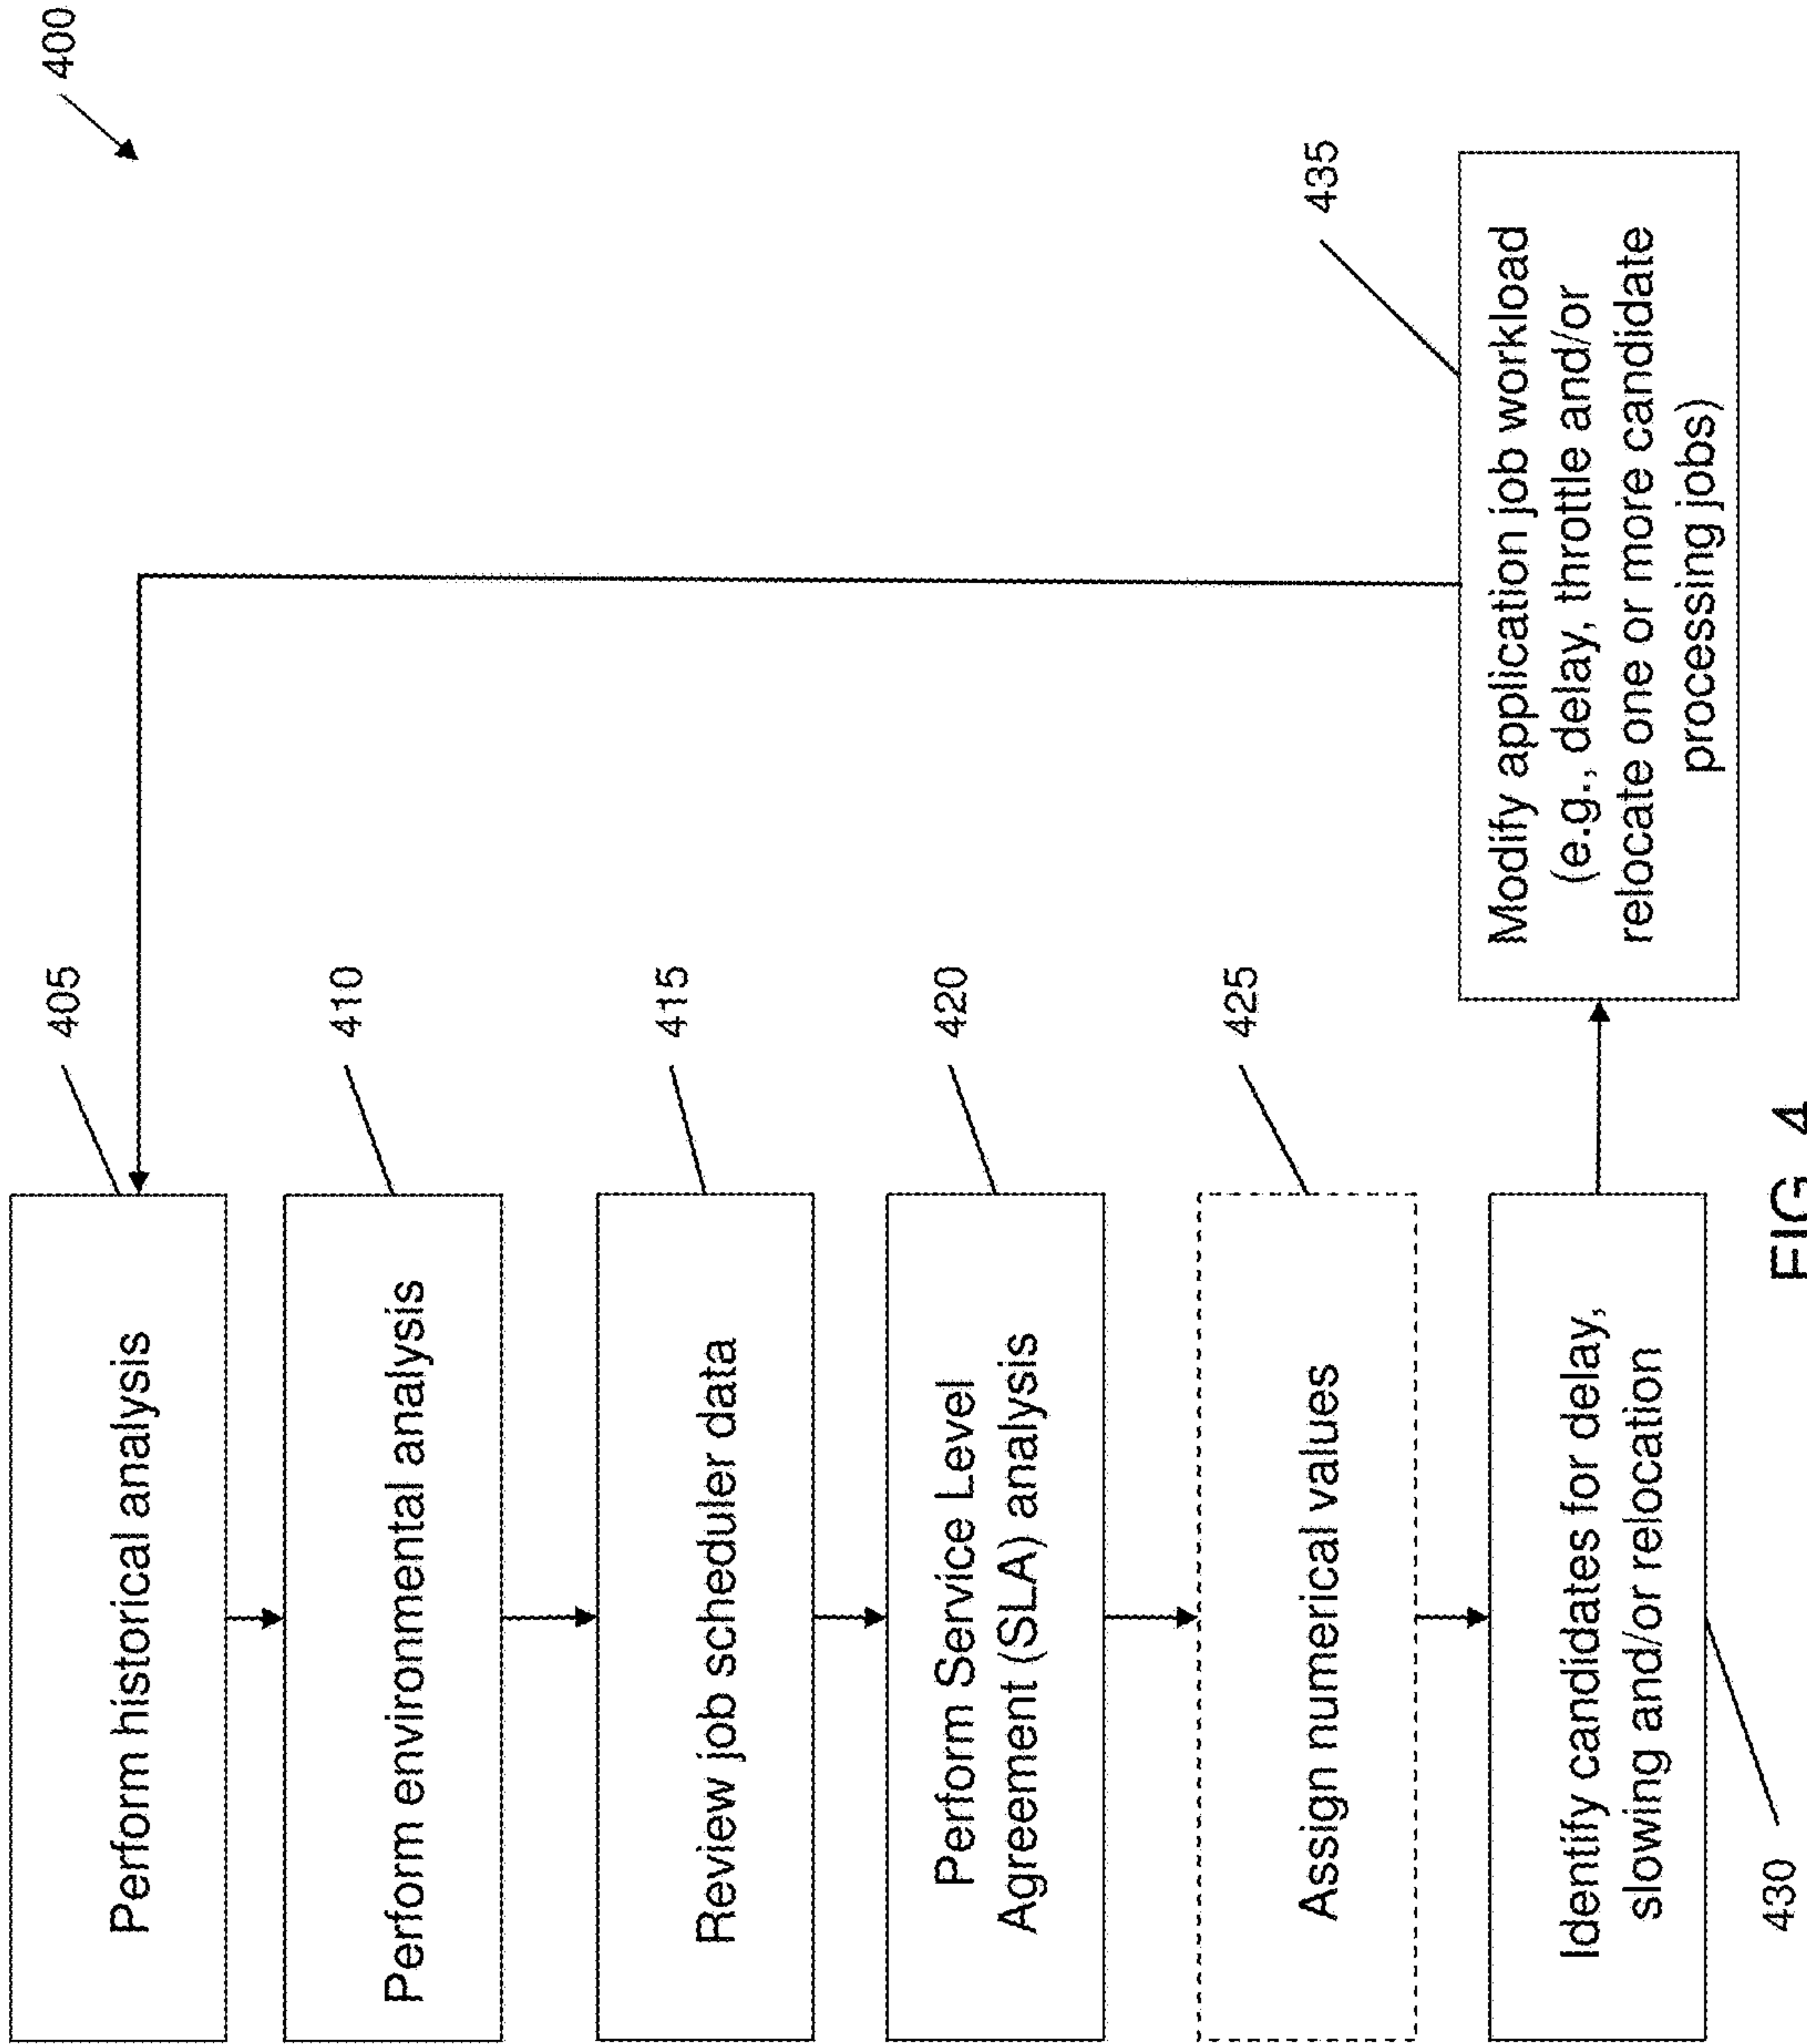 400
Perform historical analysis
405
Perform environmental analysis
410
Review job scheduler data
415
Perform Service Level
Agreement (SLA) analysis
420
Assign numerical values
425
Identify candidates for delay,
slowing and/or relocation
430
Modify application job workload
(e.g., delay, throttle and/or
relocate one or more candidate
processing jobs)
435
FIG. 4